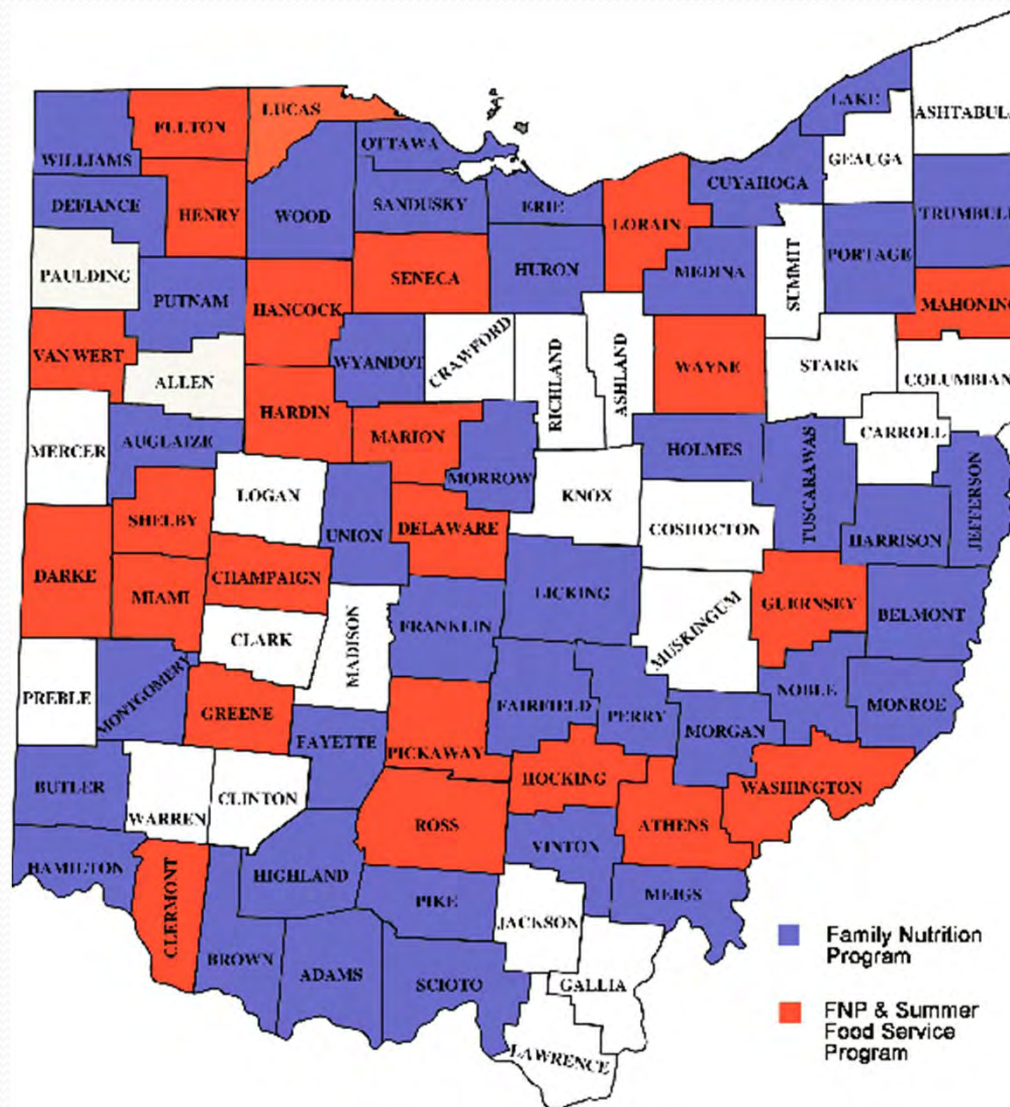 LAKE
ASHTABUL
LUCAS
FULTON
OTTAWA
WILLIAMS
GEAUGA
CUYAHOGA
DEFIANCE
HENRY
WOOD
SANDUSKY
ERIE
LORAIN
TRUMBUL
PORTAGE
MEDINA
SUMMIT
PAULDING
PUTNAM
HANCOCK
SENECA
HURON
MAHONING
VAN WERT
WYANDOT
CRAWFORD
RICHLAND
ASHLAND
WAYNE
STARK
COLUMBIAN
ALLEN
HARDIN
MARION
CARROLL
MERCER
AUGLAIZE
MORROW
HOLMES
TUSCARAWAS
JEFFERSON
LOGAN
KNOX
COSHOCTON
SHELBY
UNION
DELAWARE
HARRISON
DARKE
MIAMI
CHAMPAIGN
LICKING
GUERNSEY
BELMONT
MUSKINGUM
CLARK
MADISON
FRANKLIN
PREBLE
MONTGOMERY
GREENE
FAIRFIELD
PERRY
NOBLE
MONROE
FAYETTE
PICKAWAY
MORGAN
BUTLER
WARREN
CLINTON
HOCKING
WASHINGTON
ROSS
ATHENS
HAMILTON
CLERMONT
HIGHLAND
VINTON
PIKE
MEIGS
JACKSON
BROWN
ADAMS
SCIOTO
GALLIA
LAWRENCE
Family Nutrition
Program
FNP & Summer
Food Service
Program